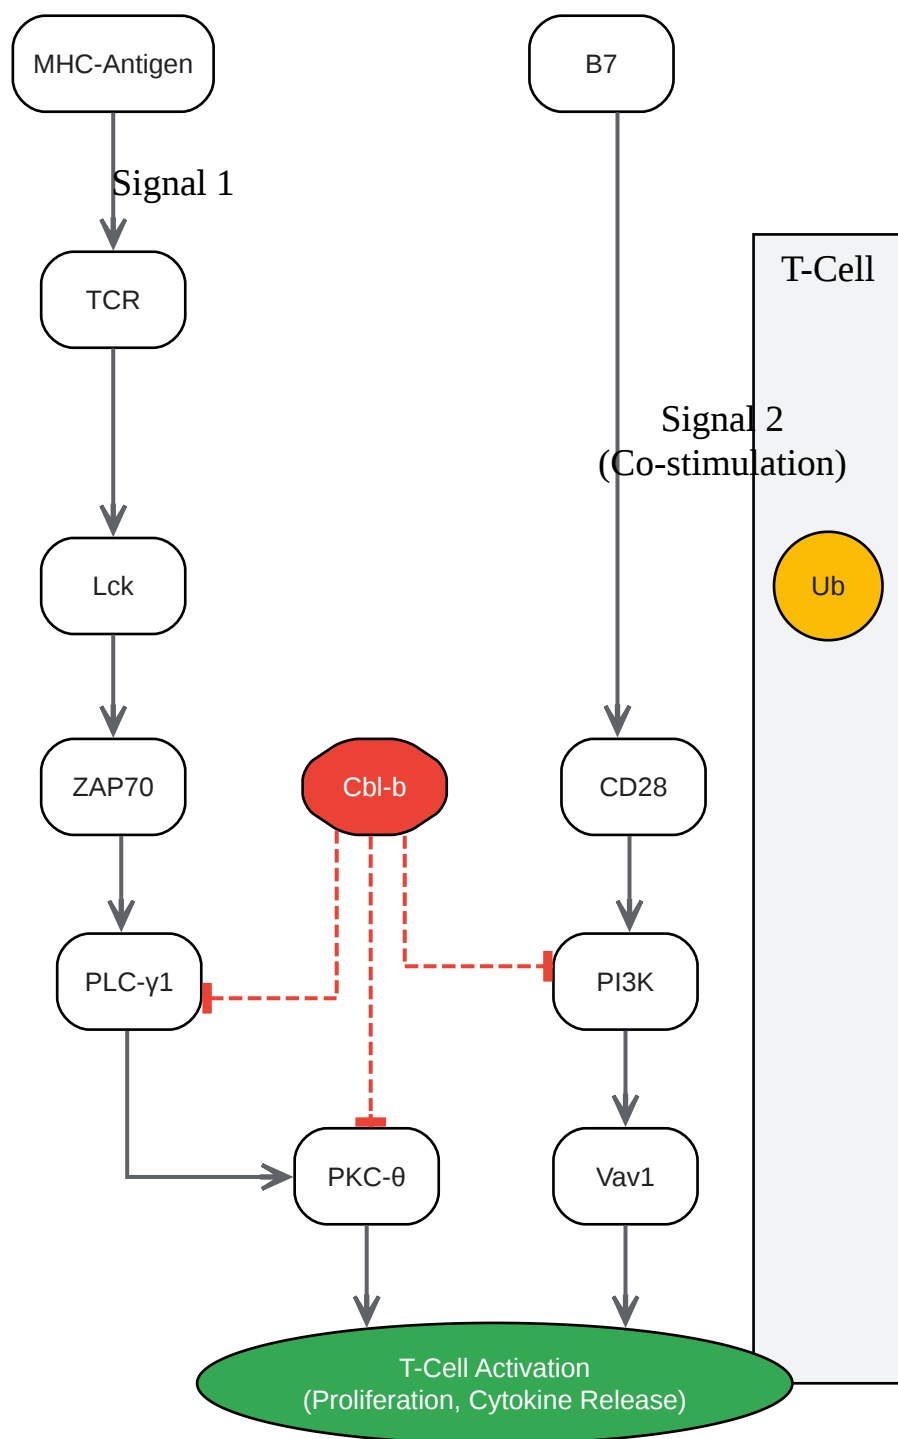 MHC-Antigen
B7
Signal 1
T-Cell
TCR
Signal 2
(Co-stimulation)
Lck
Ub
ZAP70
Cbl-b
CD28
PLC-γ1
PI3K
PKC-θ
Vav1
T-Cell Activation
(Proliferation, Cytokine Release)